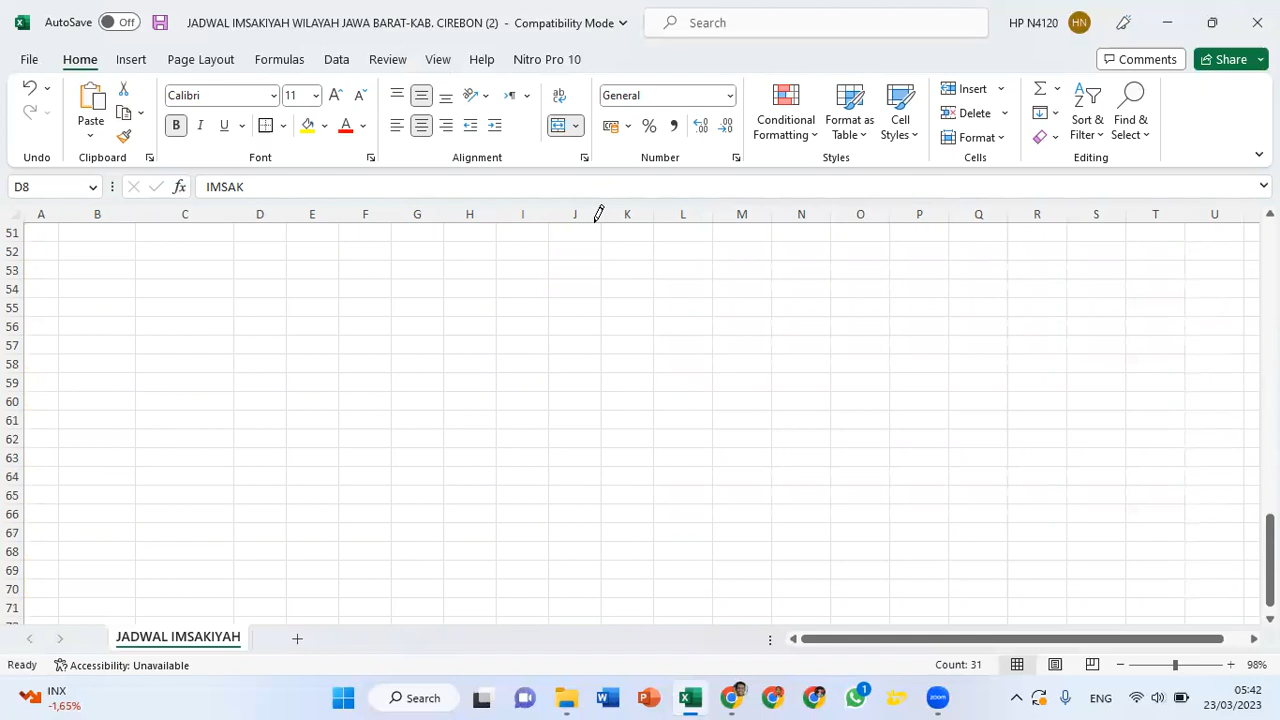 AutoSave Off JADWAL IMSAKIYAH WILAYAH JAWA BARAT-KAB. CIREBON (2) - Compatibility Mode Search HP N4120 HN
File Home Insert Page Layout Formulas Data Review View Help Nitro Pro 10 Comments Share
Calibri 11 General Insert
Paste Conditional Formatting Format as Table Cell Styles Delete Sort & Filter Find & Select
B I U A % Format
Undo Clipboard Font Alignment Number Styles Cells Editing
D8 fx IMSAK
A B C D E F G H I J K L M N O P Q R S T U
51
52
53
54
55
56
57
58
59
60
61
62
63
64
65
66
67
68
69
70
71
JADWAL IMSAKIYAH
Ready Accessibility: Unavailable Count: 31 98%
INX
-1,65%
Search 1 zoom ENG
05:42
23/03/2023